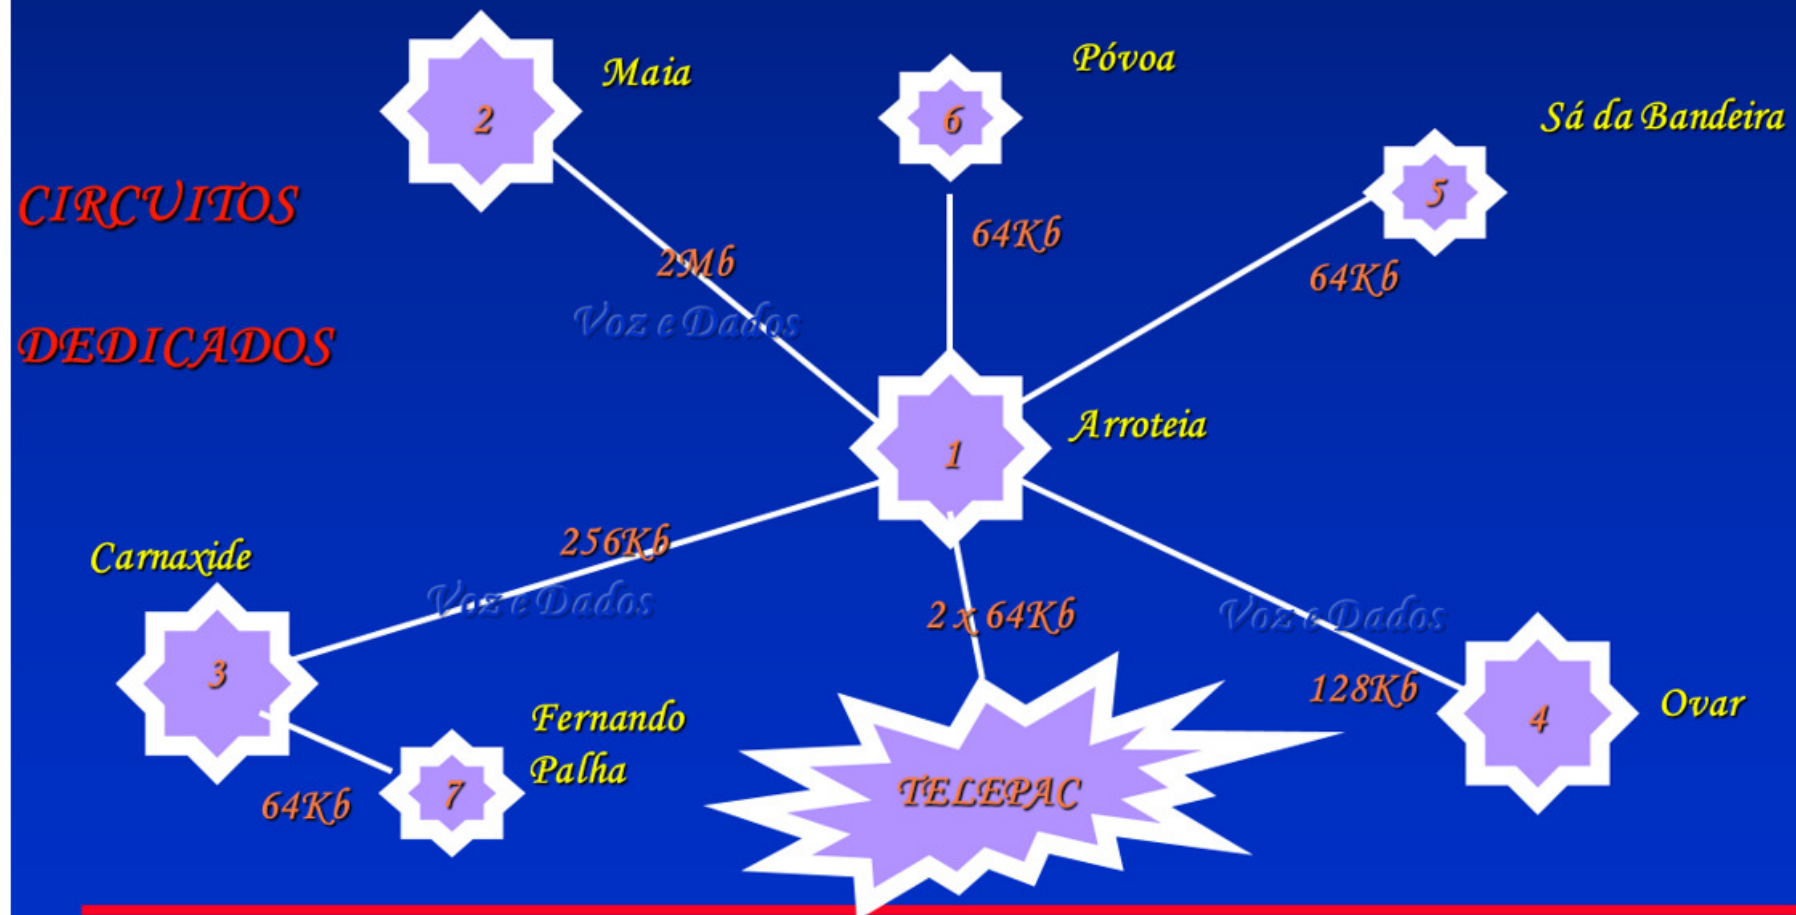 Maia
Póvoa
Sá da Bandeira
2
6
5
CIRCUITOS
64Kb
2Mb
64Kb
Voz e Dados
DEDICADOS
Arroteia
1
256Kb
Carnaxide
Voz e Dados
2 x 64Kb
Voz e Dados
3
128Kb
Ovar
4
Fernando
Palha
TELEPAC
7
64Kb